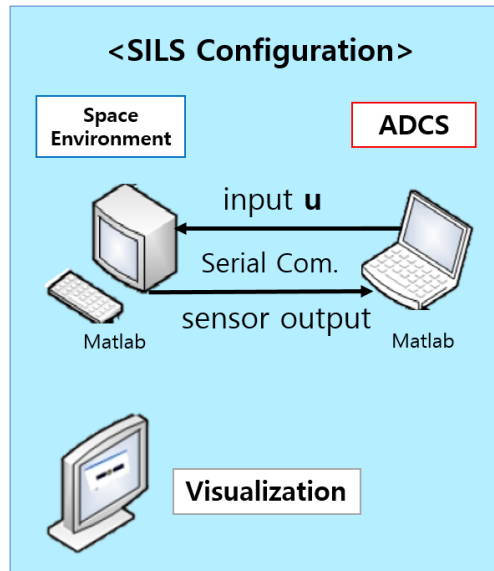 <SILS Configuration>
Space
Environment
ADCS
input u
Serial Com.
sensor output
Matlab
Matlab
Visualization